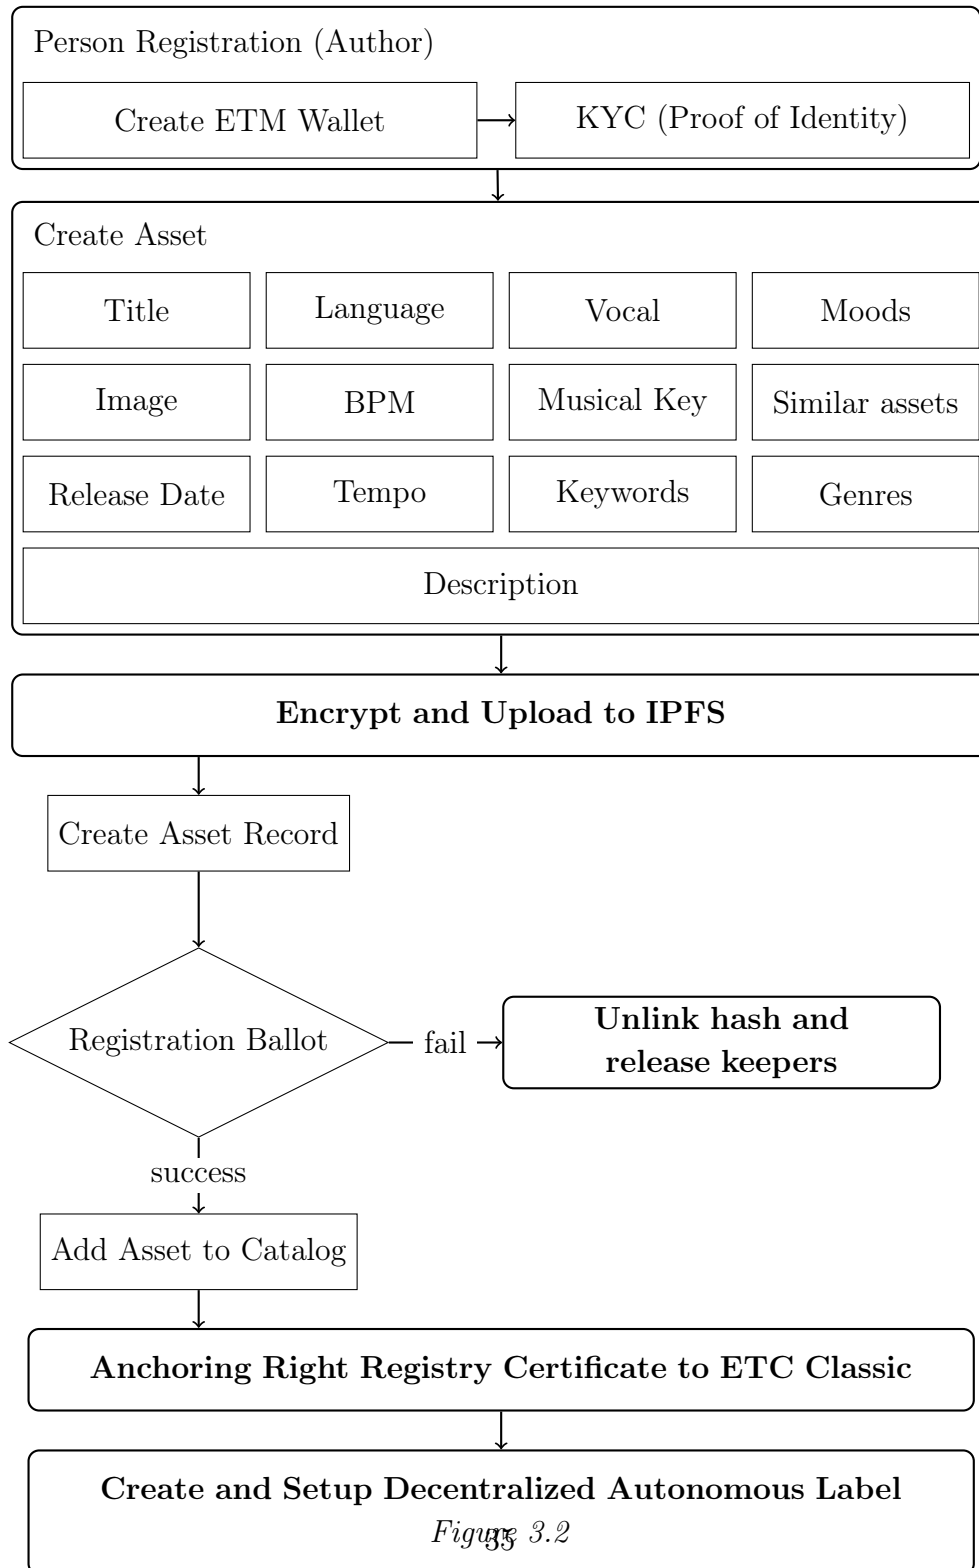 Person Registration (Author)
Create ETM Wallet
KYC (Proof of Identity)
Create Asset
Title
Language
Vocal
Moods
Image
BPM
Musical Key
Similar assets
Release Date
Tempo
Keywords
Genres
Description
Encrypt and Upload to IPFS
Create Asset Record
Registration Ballot
fail
Unlink hash and
release keepers
success
Add Asset to Catalog
Anchoring Right Registry Certificate to ETC Classic
Create and Setup Decentralized Autonomous Label
Figure 3.2
35